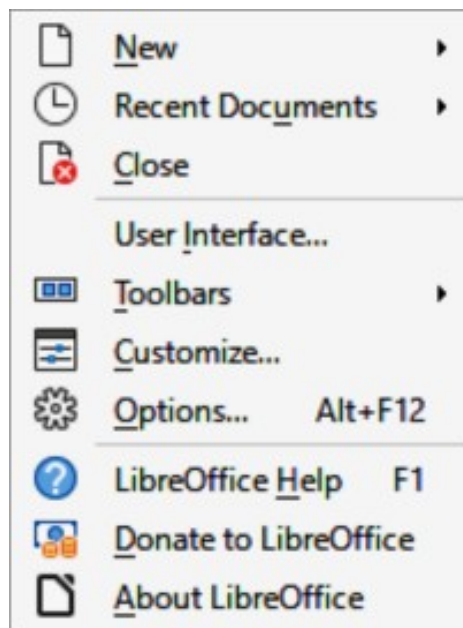 New
Recent Documents
Close
User Interface...
Toolbars
Customize...
Options... Alt+F12
LibreOffice Help F1
Donate to LibreOffice
About LibreOffice